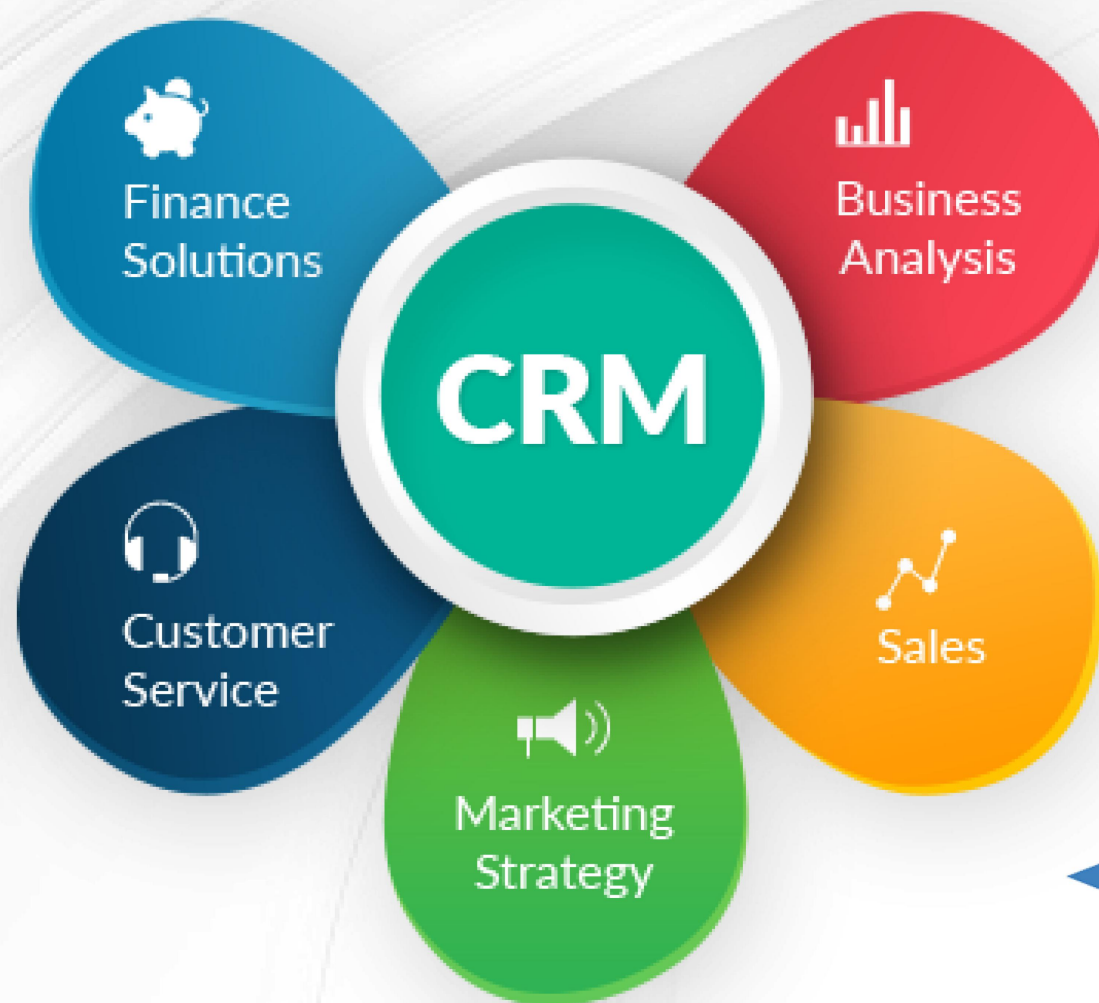 Finance
Solutions
Business
Analysis
CRM
Customer
Service
Sales
Marketing
Strategy